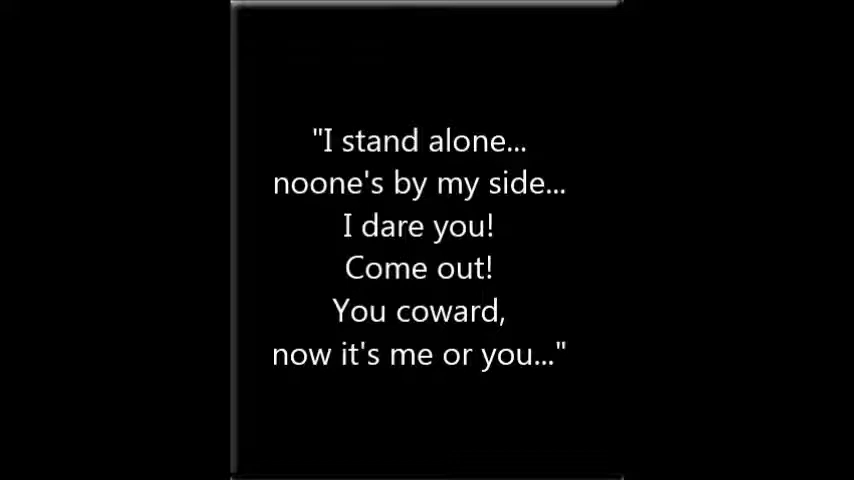 "I stand alone...
noone's by my side...
I dare you!
Come out!
You coward,
now it's me or you..."